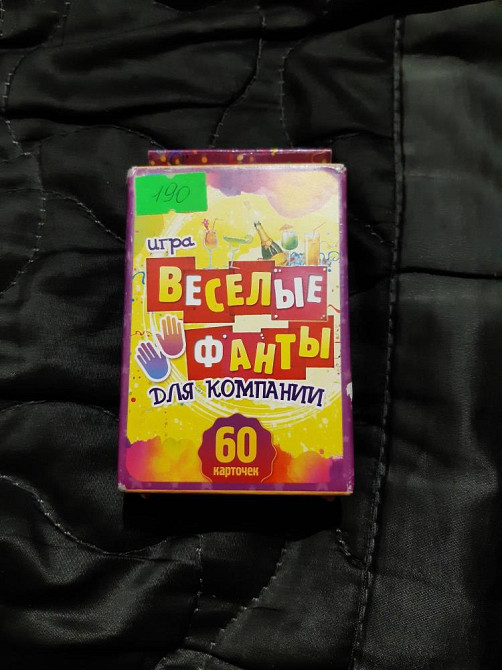 190
игра
ВЕСЕЛЫЕ
ФАНТЫ
ДЛЯ КОМПАНИИ
60
карточек